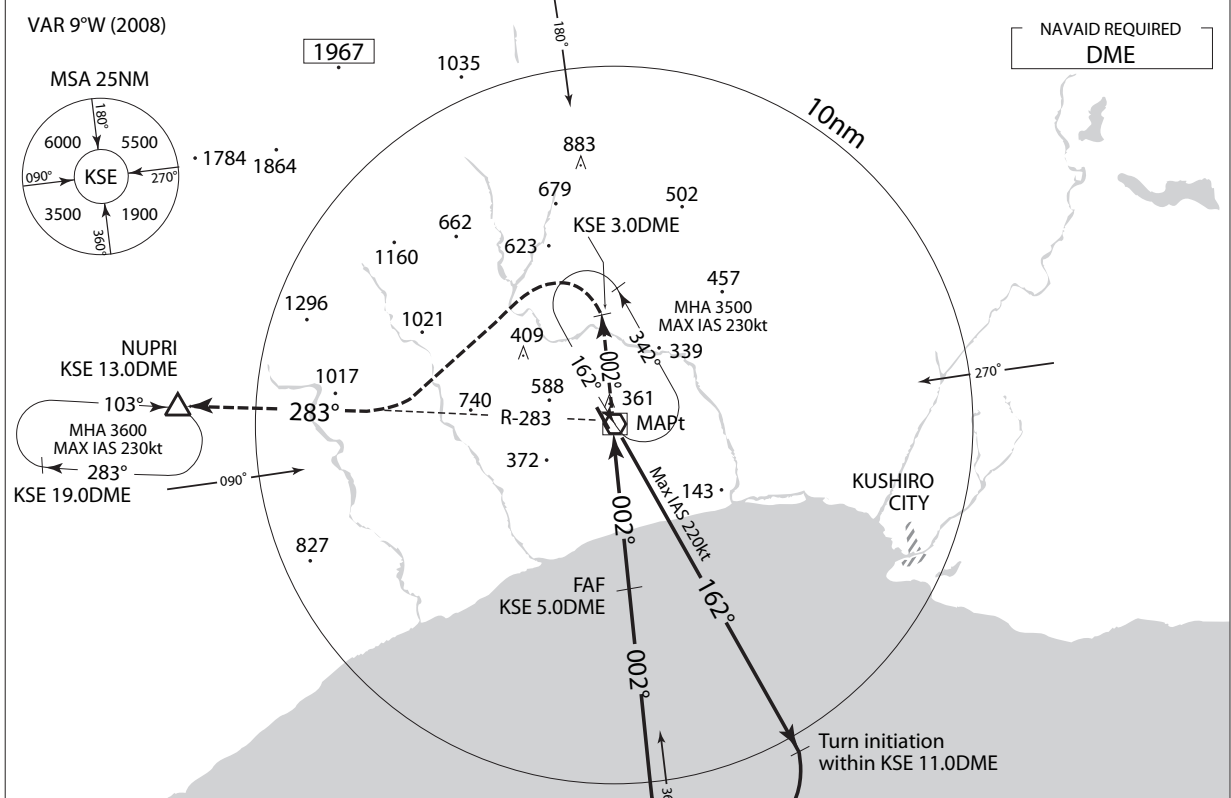 VAR 9°W (2008)
MSA 25NM
180°
6000
5500
090°
KSE
270°
3500
1900
360°
1967
1035
180°
NAVAID REQUIRED
DME
10nm
1784
1864
883
679
502
KSE 3.0DME
662
623
1160
457
MHA 3500
MAX IAS 230kt
1296
1021
409
342°
339
NUPRI
KSE 13.0DME
1017
162°
002°
270°
103°
283°
740
588
361
R-283
MAPt
MHA 3600
MAX IAS 230kt
283°
KSE 19.0DME
090°
372
Max IAS 220kt
143
KUSHIRO
CITY
002°
827
FAF
KSE 5.0DME
162°
002°
Turn initiation
within KSE 11.0DME